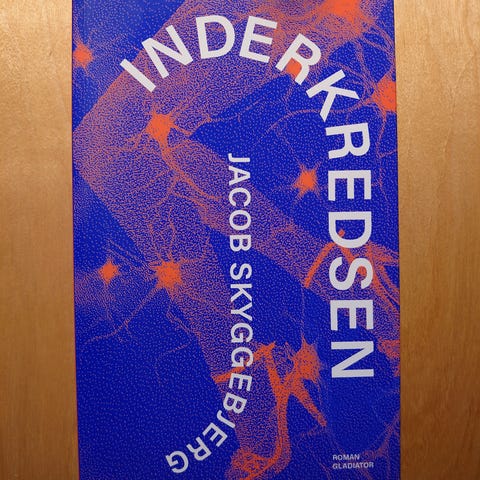 INDERKREDSEN
JACOB SKYGGEBJERG
ROMAN
GLADIATOR